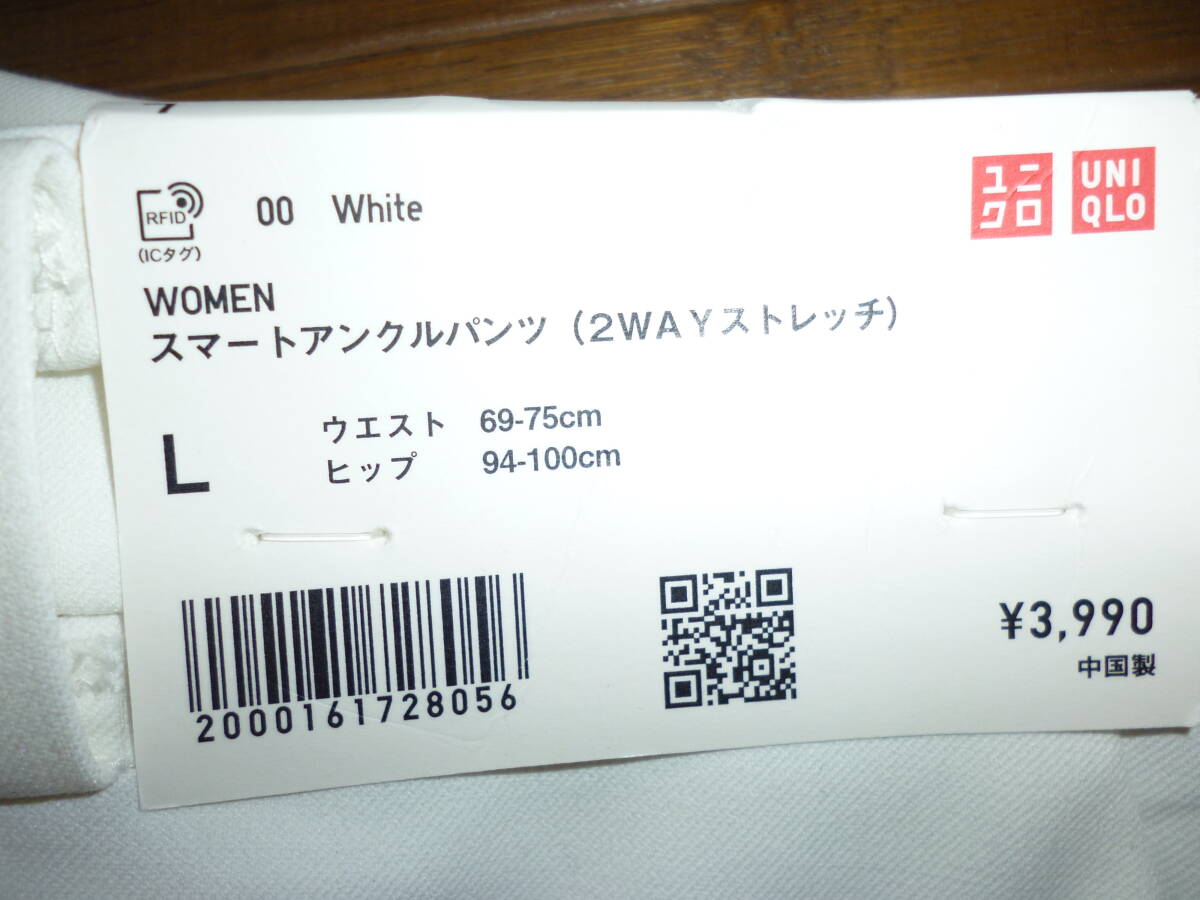 RFID
(ICタグ)
00 White
ユニ
クロ
UNI
QLO
WOMEN
スマートアンクルパンツ（2WAYストレッチ）
L
ウエスト 69-75cm
ヒップ 94-100cm
2000161728056
¥3,990
中国製